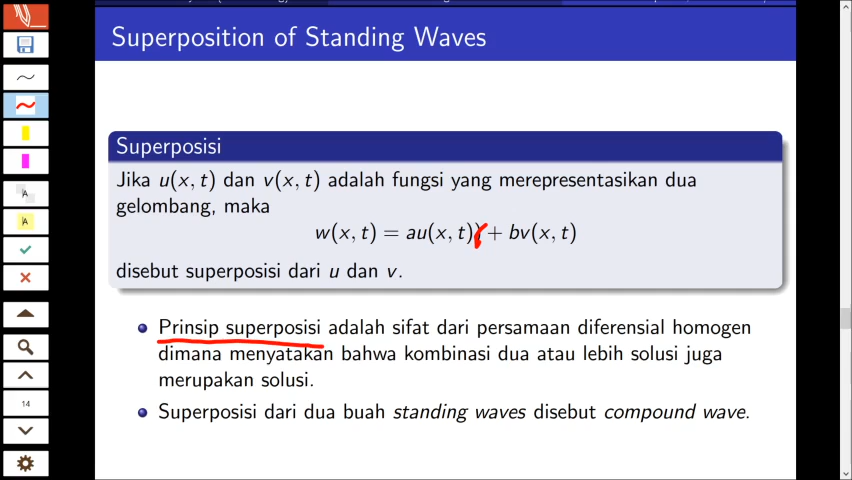 Superposition of Standing Waves
Superposisi
Jika u(x, t) dan v(x, t) adalah fungsi yang merepresentasikan dua
gelombang, maka
w(x, t) = au(x, t)) + bv(x, t)
disebut superposisi dari u dan v.
Prinsip superposisi adalah sifat dari persamaan diferensial homogen
dimana menyatakan bahwa kombinasi dua atau lebih solusi juga
merupakan solusi.
Superposisi dari dua buah standing waves disebut compound wave.
A
A
14